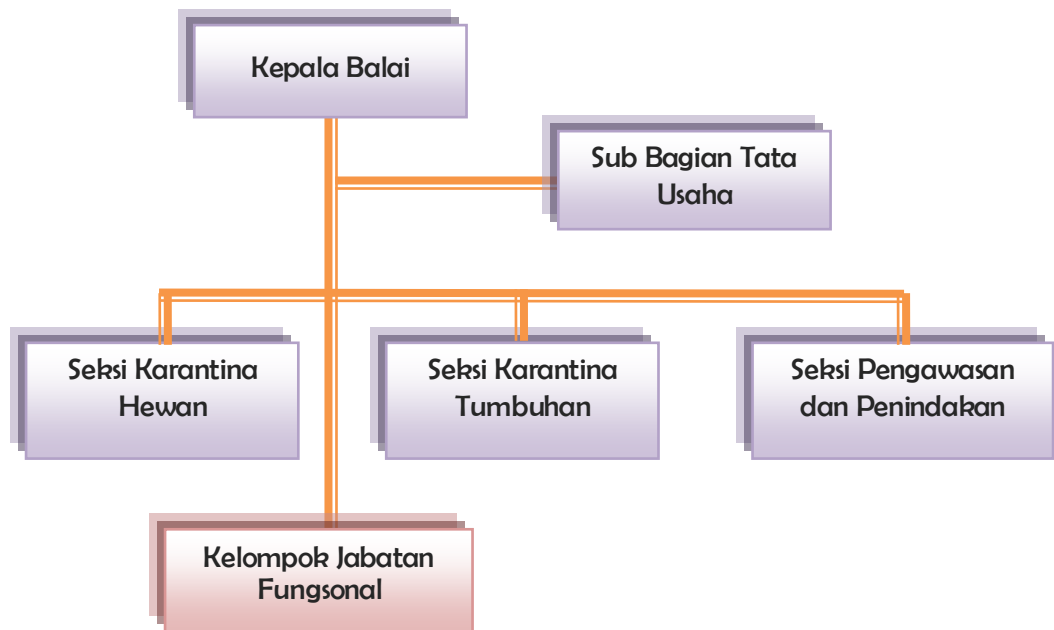 Kepala Balai
Sub Bagian Tata
Usaha
Seksi Karantina
Hewan
Seksi Karantina
Tumbuhan
Seksi Pengawasan
dan Penindakan
Kelompok Jabatan
Fungsonal